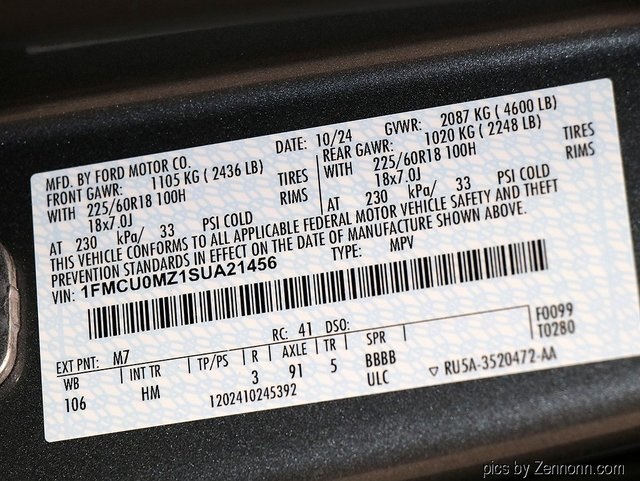 MFD. BY FORD MOTOR CO. DATE: 10/24 GVWR: 2087 KG ( 4600 LB)
FRONT GAWR: 1105 KG ( 2436 LB) REAR GAWR: 1020 KG ( 2248 LB)
WITH 225/60R18 100H TIRES WITH 225/60R18 100H TIRES
18x7.0J RIMS 18x7.0J RIMS
AT 230 kPa/ 33 PSI COLD AT 230 kPa/ 33 PSI COLD
THIS VEHICLE CONFORMS TO ALL APPLICABLE FEDERAL MOTOR VEHICLE SAFETY AND THEFT
PREVENTION STANDARDS IN EFFECT ON THE DATE OF MANUFACTURE SHOWN ABOVE.
VIN: 1FMCU0MZ1SUA21456 TYPE: MPV
F0099
EXT PNT: M7 RC: 41 DSO: T0280
WB INT TR TP/PS R AXLE TR SPR
106 HM 3 91 5 BBBB
1202410245392 ULC ▽ RU5A-3520472-AA
pics by Zennonn.com